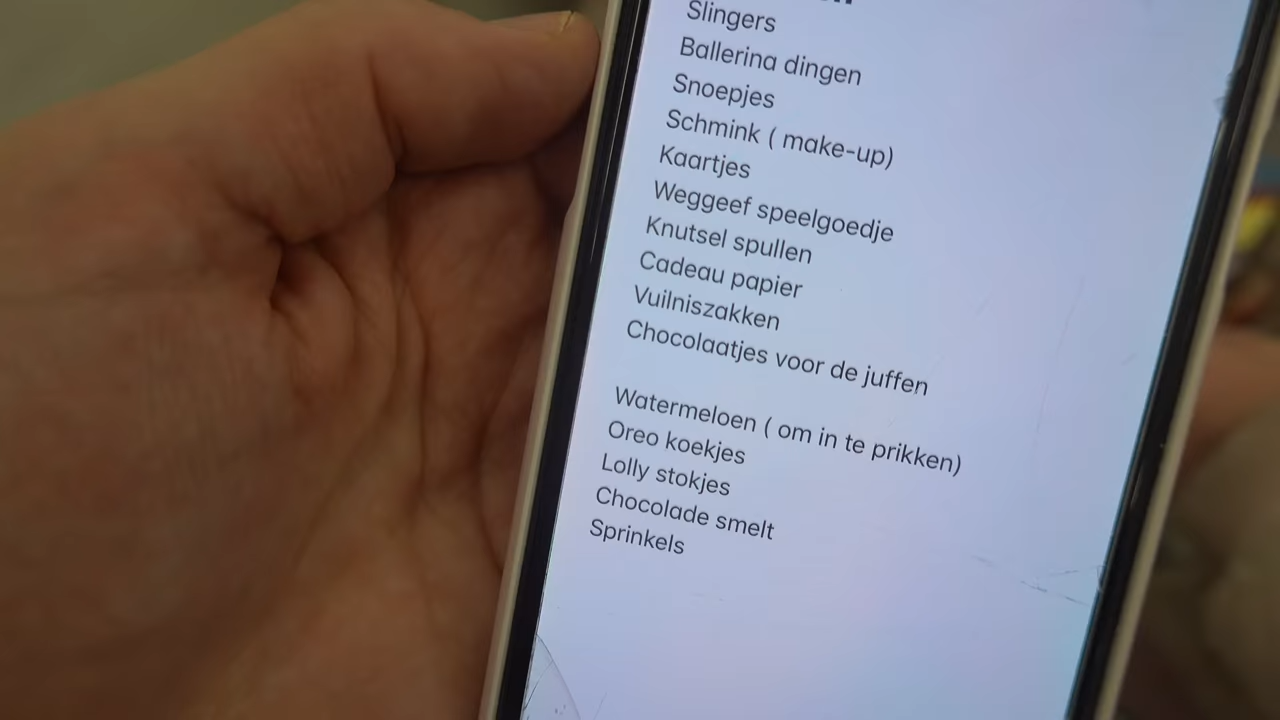 Slingers
Ballerina dingen
Snoepjes
Schmink ( make-up)
Kaartjes
Weggeef speelgoedje
Knutsel spullen
Cadeau papier
Vuilniszakken
Chocolaatjes voor de juffen
Watermeloen ( om in te prikken)
Oreo koekjes
Lolly stokjes
Chocolade smelt
Sprinkels